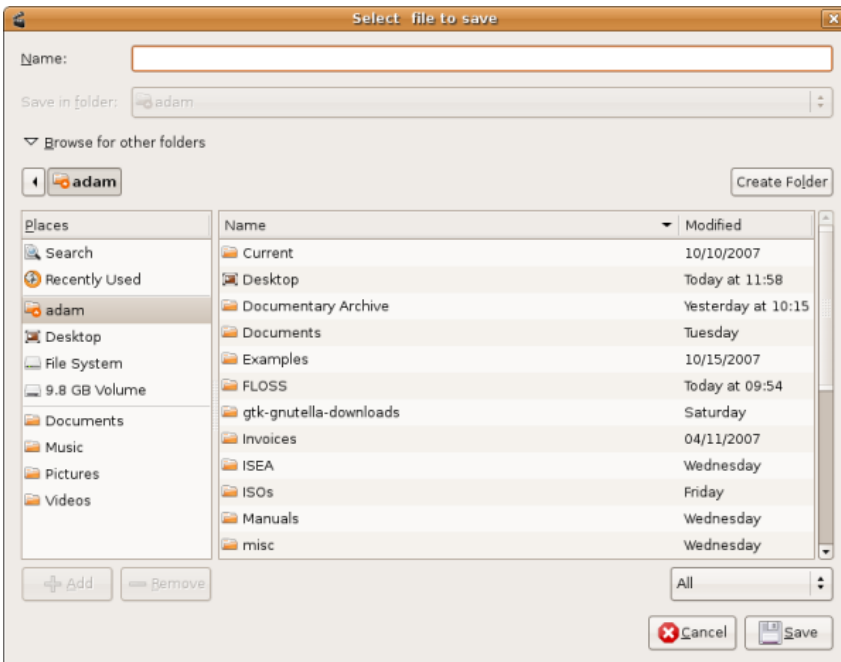 Select file to save
Name:
Save in folder: adam
Browse for other folders
adam
Create Folder
Places
Search
Recently Used
adam
Desktop
File System
9.8 GB Volume
Documents
Music
Pictures
Videos
Name Modified
Current 10/10/2007
Desktop Today at 11:58
Documentary Archive Yesterday at 10:15
Documents Tuesday
Examples 10/15/2007
FLOSS Today at 09:54
gtk-gnutella-downloads Saturday
Invoices 04/11/2007
ISEA Wednesday
ISOs Friday
Manuals Wednesday
misc Wednesday
Add Remove
All
Cancel Save